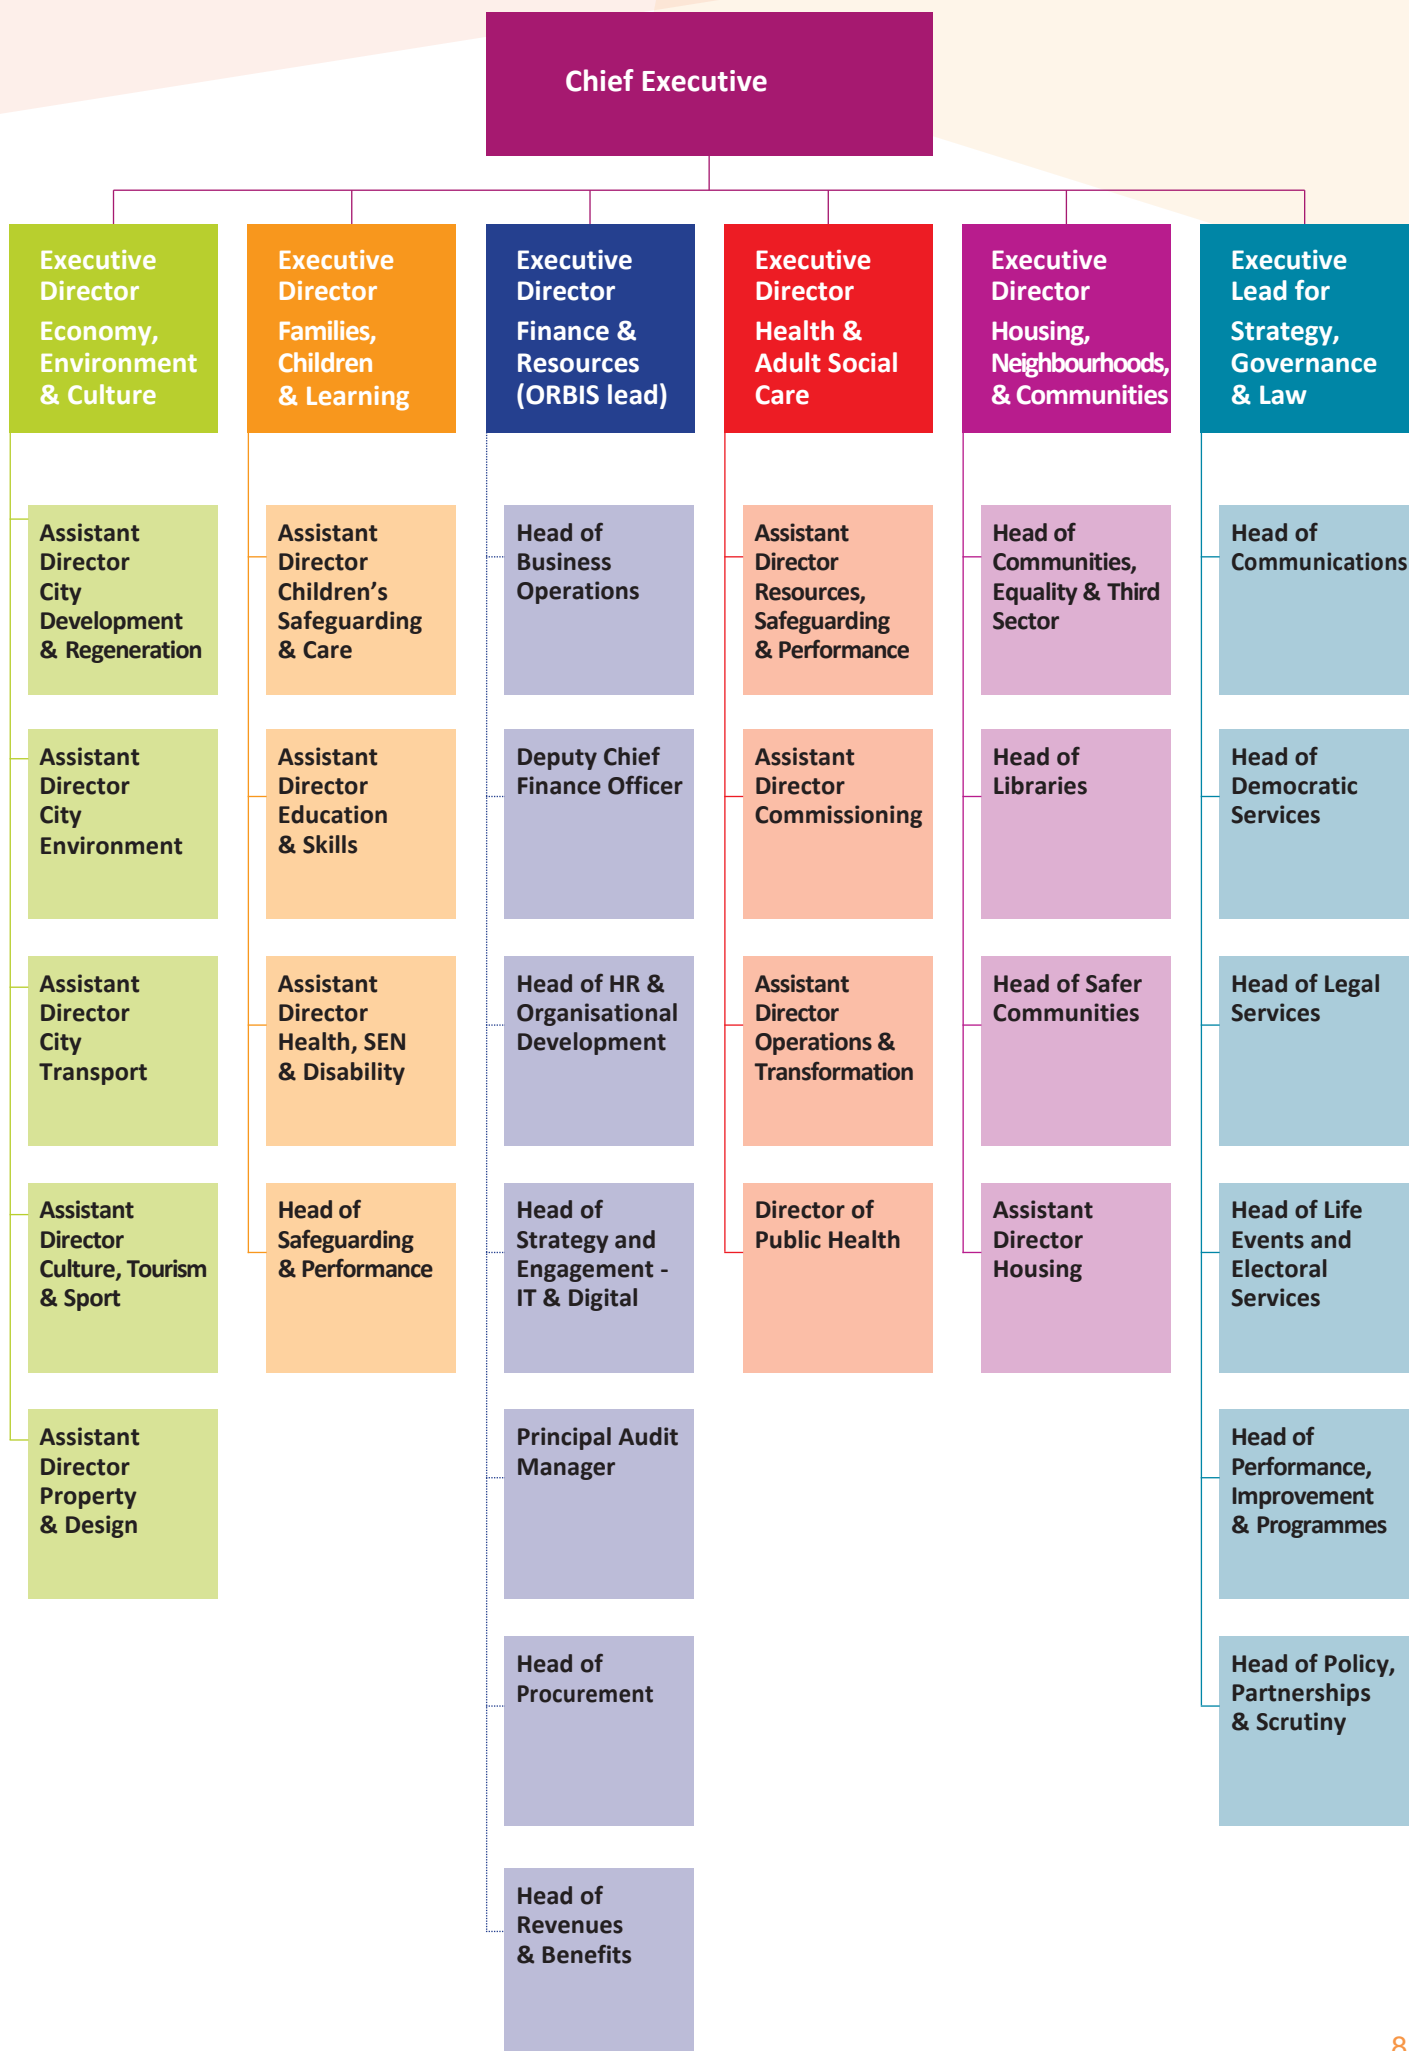 Chief Executive
Executive
Director
Economy,
Environment
& Culture
Assistant
Director
City
Development
& Regeneration
Assistant
Director
City
Environment
Assistant
Director
City
Transport
Assistant
Director
Culture, Tourism
& Sport
Assistant
Director
Property
& Design
Executive
Director
Families,
Children
& Learning
Assistant
Director
Children’s
Safeguarding
& Care
Assistant
Director
Education
& Skills
Assistant
Director
Health, SEN
& Disability
Head of
Safeguarding
& Performance
Executive
Director
Finance &
Resources
(ORBIS lead)
Head of
Business
Operations
Deputy Chief
Finance Officer
Head of HR &
Organisational
Development
Head of
Strategy and
Engagement -
IT & Digital
Principal Audit
Manager
Head of
Procurement
Head of
Revenues
& Benefits
Executive
Director
Health &
Adult Social
Care
Assistant
Director
Resources,
Safeguarding
& Performance
Assistant
Director
Commissioning
Assistant
Director
Operations &
Transformation
Director of
Public Health
Executive
Director
Housing,
Neighbourhoods,
& Communities
Head of
Communities,
Equality & Third
Sector
Head of
Libraries
Head of Safer
Communities
Assistant
Director
Housing
Executive
Lead for
Strategy,
Governance
& Law
Head of
Communications
Head of
Democratic
Services
Head of Legal
Services
Head of Life
Events and
Electoral
Services
Head of
Performance,
Improvement
& Programmes
Head of Policy,
Partnerships
& Scrutiny
8